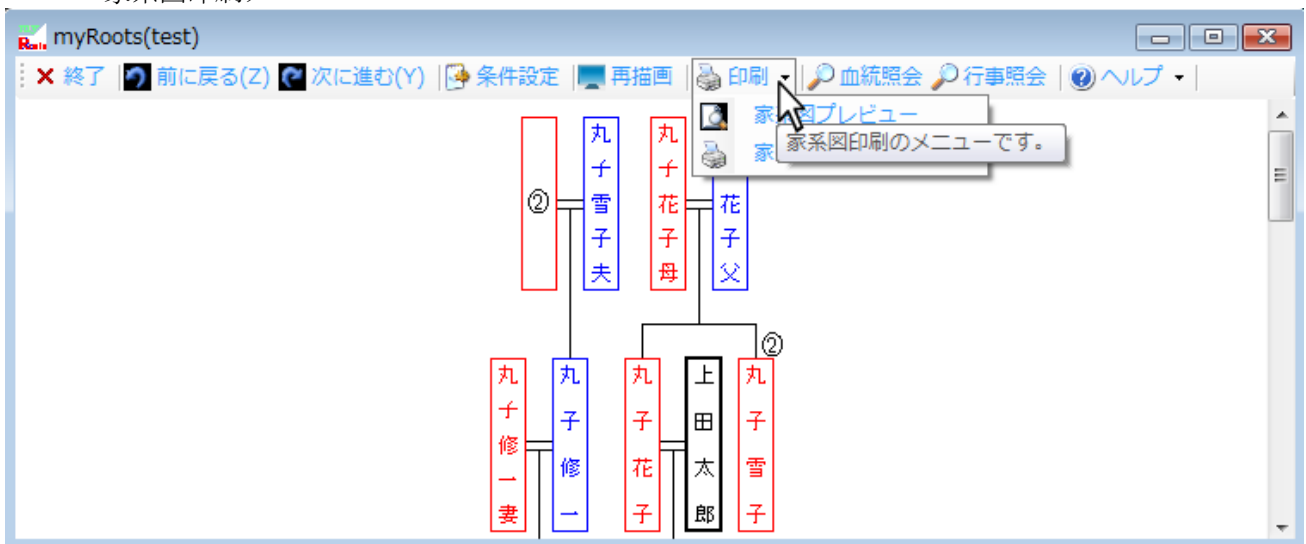 myRoots(test)
終了 前に戻る(Z) 次に進む(Y) 条件設定 再描画 印刷 血統照会 行事照会 ヘルプ
家系図プレビュー
家系図印刷のメニューです。
家
②
丸子雪子夫
丸子花子母
花子父
②
丸子修一妻
丸子修一
丸子花子
上田太郎
丸子雪子